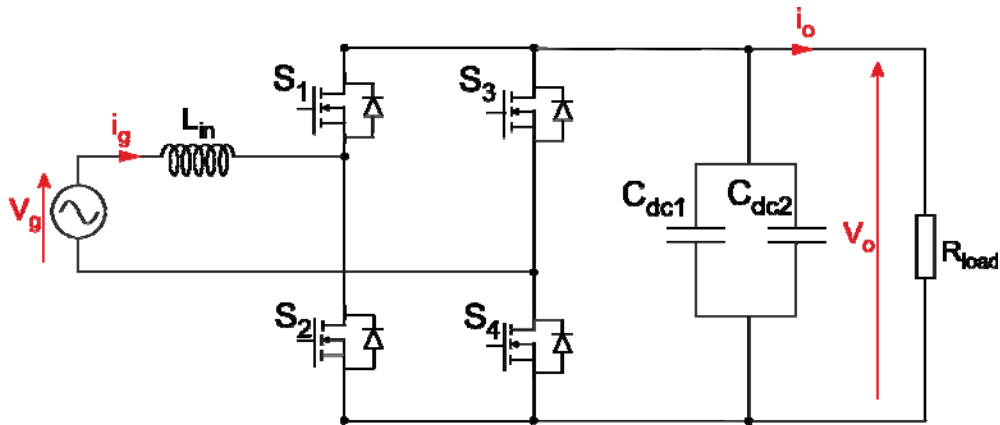 i_o
S_1
S_3
L_in
i_g
V_g
C_dc1
C_dc2
V_o
R_load
S_2
S_4